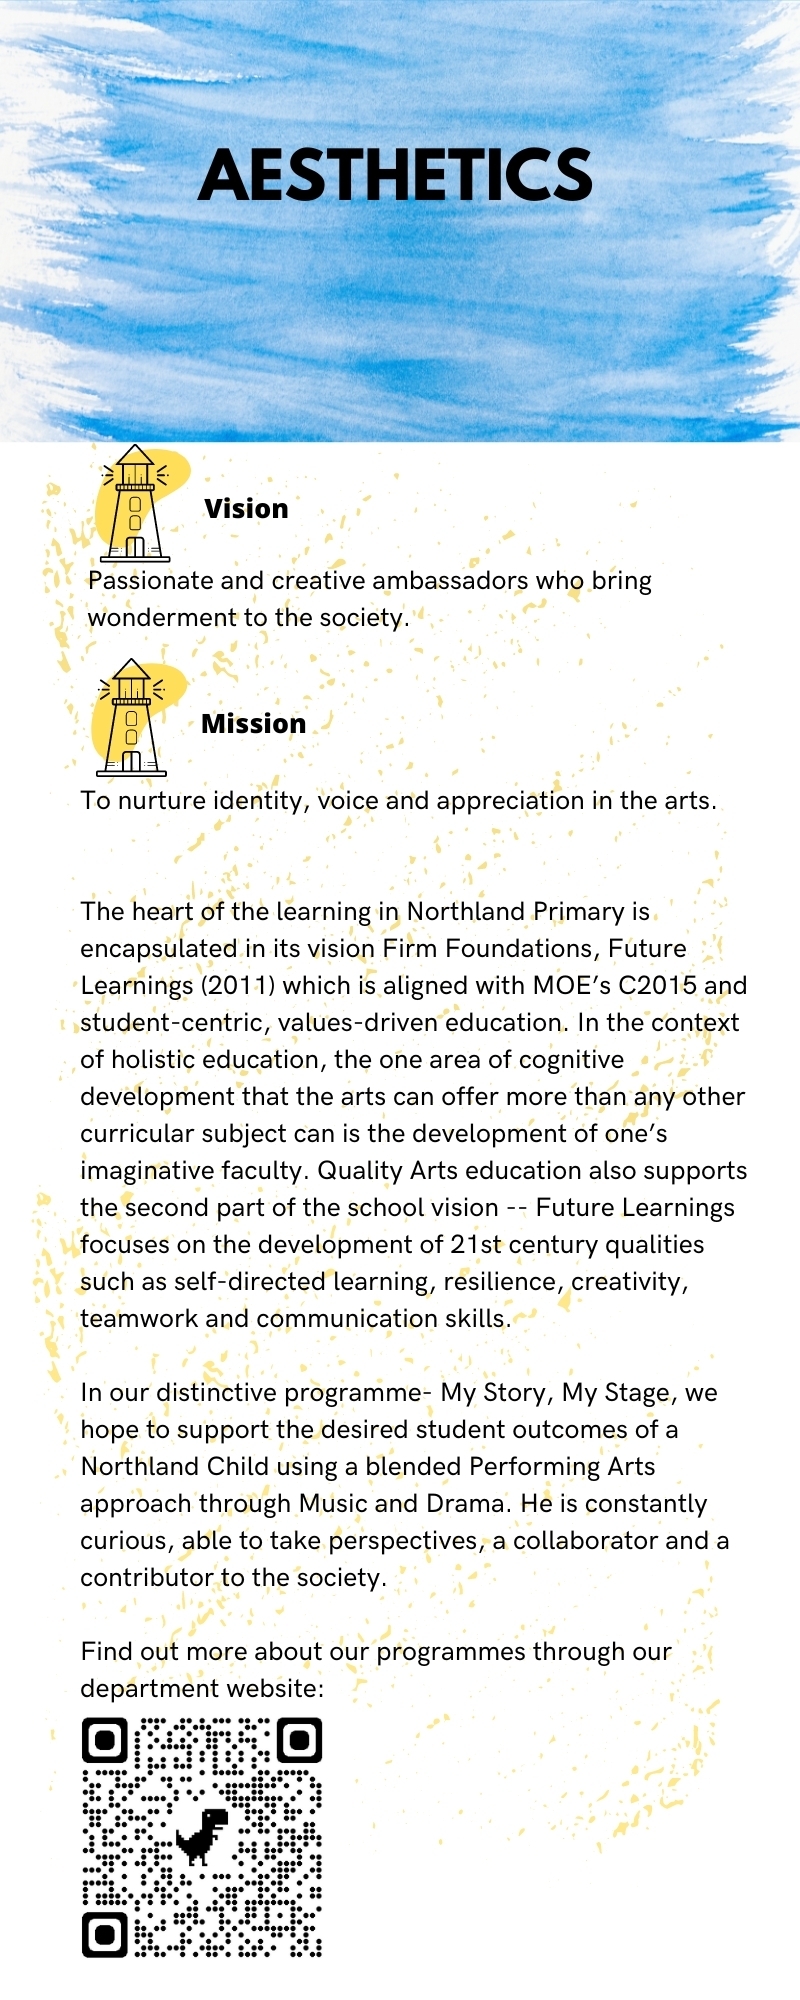 AESTHETICS
Vision
Passionate and creative ambassadors who bring
wonderment to the society.
Mission
To nurture identity, voice and appreciation in the arts.
The heart of the learning in Northland Primary is
encapsulated in its vision Firm Foundations, Future
Learnings (2011) which is aligned with MOE’s C2015 and
student-centric, values-driven education. In the context
of holistic education, the one area of cognitive
development that the arts can offer more than any other
curricular subject can is the development of one’s
imaginative faculty. Quality Arts education also supports
the second part of the school vision -- Future Learnings
focuses on the development of 21st century qualities
such as self-directed learning, resilience, creativity,
teamwork and communication skills.
In our distinctive programme- My Story, My Stage, we
hope to support the desired student outcomes of a
Northland Child using a blended Performing Arts
approach through Music and Drama. He is constantly
curious, able to take perspectives, a collaborator and a
contributor to the society.
Find out more about our programmes through our
department website: